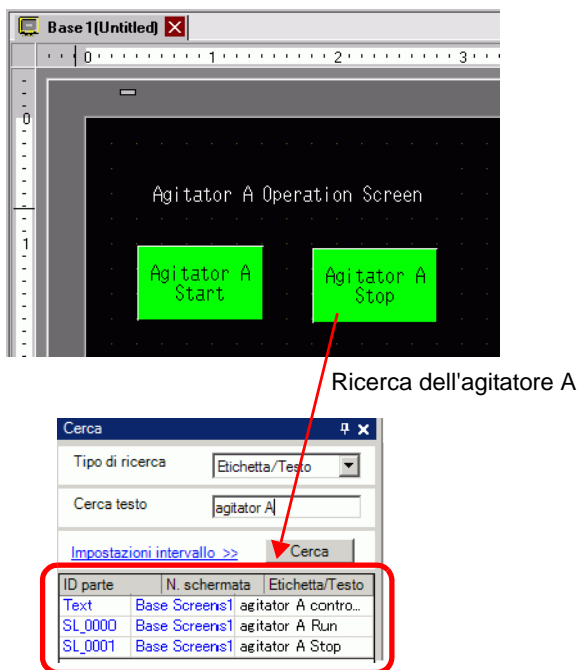 Base 1(Untitled)
0 1 2 3
0
Agitator A Operation Screen
Agitator A
Start
Agitator A
Stop
1
Ricerca dell'agitatore A
Cerca
Tipo di ricerca Etichetta/Testo
Cerca testo agitator A
Impostazioni intervallo >> Cerca
ID parte N. schermata Etichetta/Testo
Text Base Screens1 agitator A contro...
SL_0000 Base Screens1 agitator A Run
SL_0001 Base Screens1 agitator A Stop